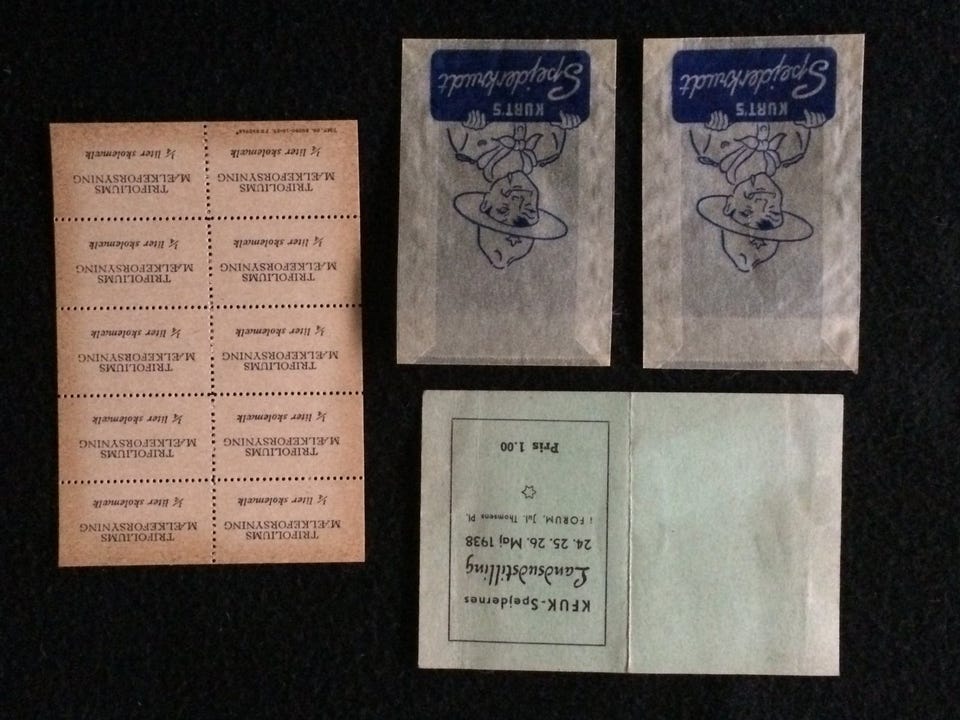 KFUK-Spejdernes
Landsudstilling
24. 25. 26. Maj 1938
i FORUM, Jul. Thomsens Pl.
Pris 1.00
KURT'S
Spejderkrudt
KURT'S
Spejderkrudt
TRIFOLIUMS
MÆLKEFORSYNING
¼ liter skolemælk
TRIFOLIUMS
MÆLKEFORSYNING
¼ liter skolemælk
TRIFOLIUMS
MÆLKEFORSYNING
¼ liter skolemælk
TRIFOLIUMS
MÆLKEFORSYNING
¼ liter skolemælk
TRIFOLIUMS
MÆLKEFORSYNING
¼ liter skolemælk
TRIFOLIUMS
MÆLKEFORSYNING
¼ liter skolemælk
TRIFOLIUMS
MÆLKEFORSYNING
¼ liter skolemælk
TRIFOLIUMS
MÆLKEFORSYNING
¼ liter skolemælk
TRIFOLIUMS
MÆLKEFORSYNING
¼ liter skolemælk
TRIFOLIUMS
MÆLKEFORSYNING
¼ liter skolemælk